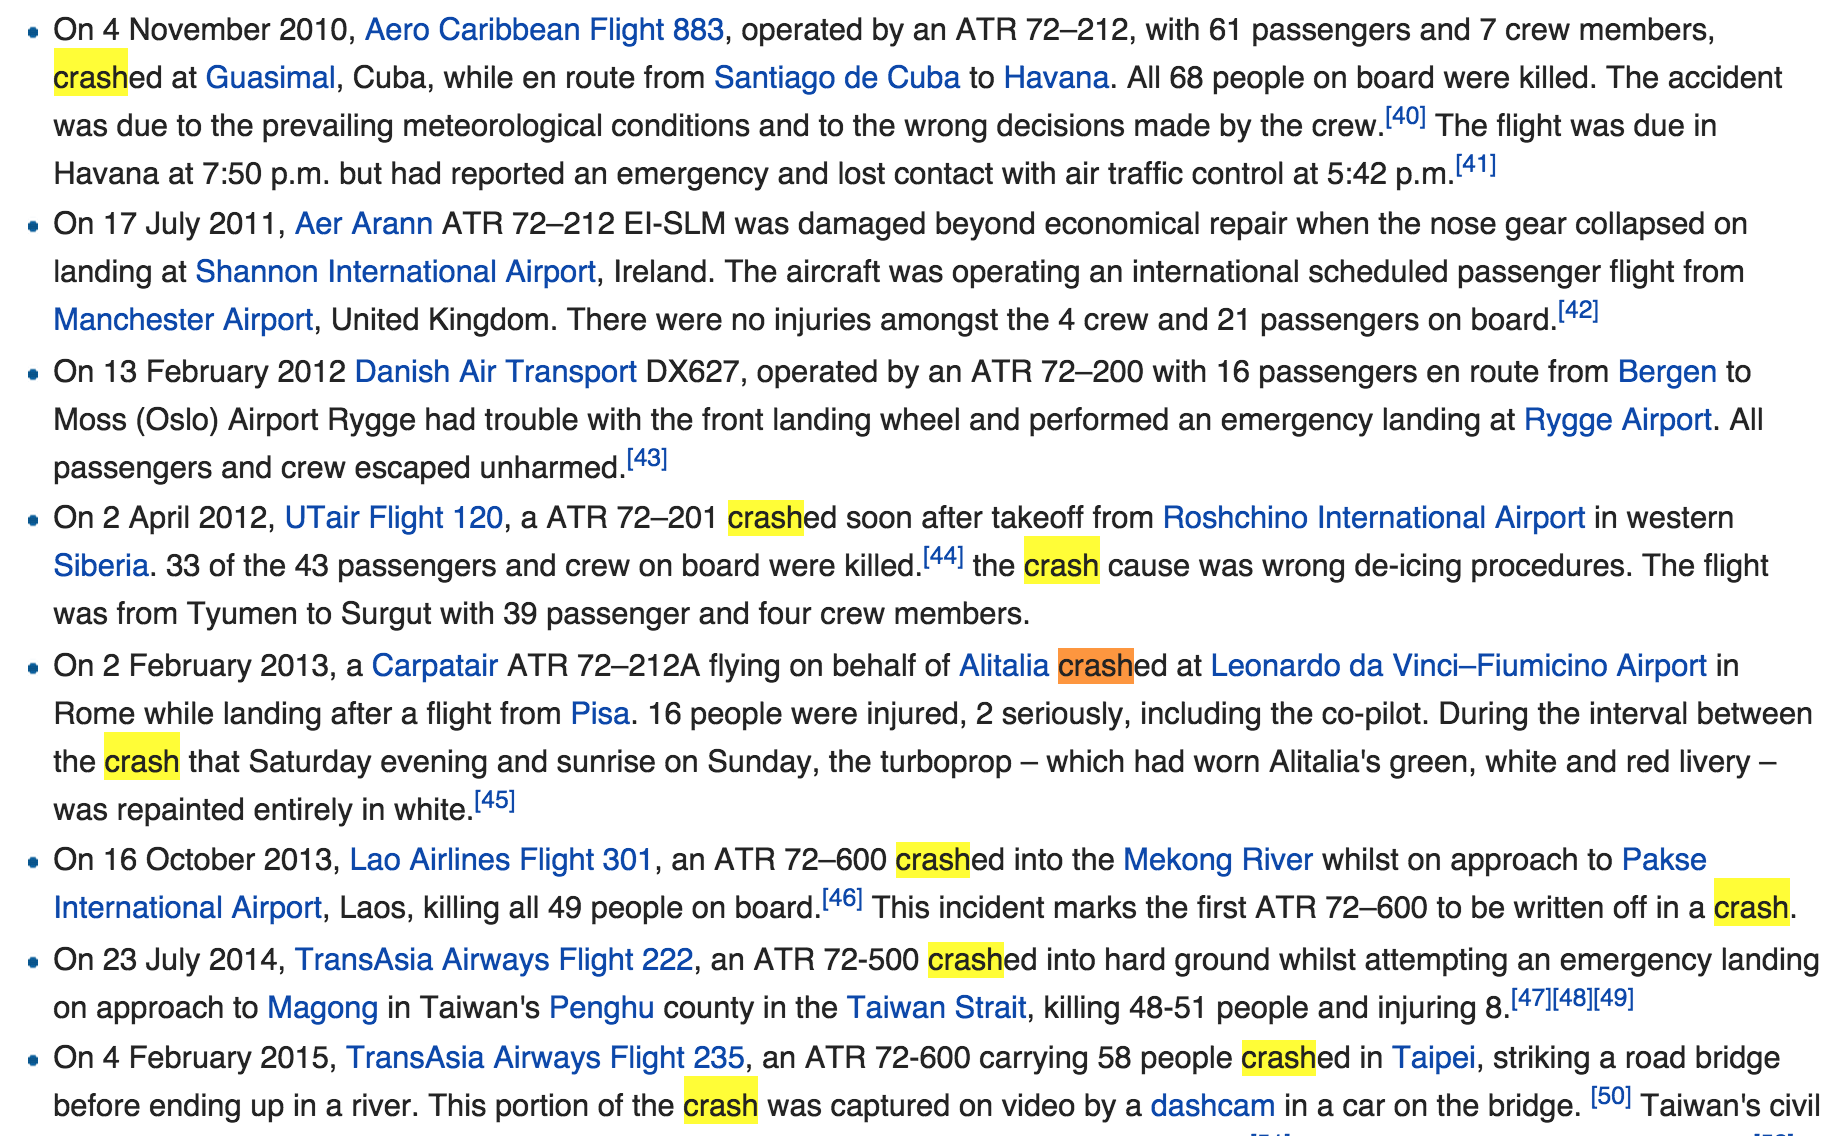 On 4 November 2010, Aero Caribbean Flight 883, operated by an ATR 72–212, with 61 passengers and 7 crew members,
crashed at Guasimal, Cuba, while en route from Santiago de Cuba to Havana. All 68 people on board were killed. The accident
was due to the prevailing meteorological conditions and to the wrong decisions made by the crew.[40] The flight was due in
Havana at 7:50 p.m. but had reported an emergency and lost contact with air traffic control at 5:42 p.m.[41]
On 17 July 2011, Aer Arann ATR 72–212 EI-SLM was damaged beyond economical repair when the nose gear collapsed on
landing at Shannon International Airport, Ireland. The aircraft was operating an international scheduled passenger flight from
Manchester Airport, United Kingdom. There were no injuries amongst the 4 crew and 21 passengers on board.[42]
On 13 February 2012 Danish Air Transport DX627, operated by an ATR 72–200 with 16 passengers en route from Bergen to
Moss (Oslo) Airport Rygge had trouble with the front landing wheel and performed an emergency landing at Rygge Airport. All
passengers and crew escaped unharmed.[43]
On 2 April 2012, UTair Flight 120, a ATR 72–201 crashed soon after takeoff from Roshchino International Airport in western
Siberia. 33 of the 43 passengers and crew on board were killed.[44] the crash cause was wrong de-icing procedures. The flight
was from Tyumen to Surgut with 39 passenger and four crew members.
On 2 February 2013, a Carpatair ATR 72–212A flying on behalf of Alitalia crashed at Leonardo da Vinci–Fiumicino Airport in
Rome while landing after a flight from Pisa. 16 people were injured, 2 seriously, including the co-pilot. During the interval between
the crash that Saturday evening and sunrise on Sunday, the turboprop – which had worn Alitalia's green, white and red livery –
was repainted entirely in white.[45]
On 16 October 2013, Lao Airlines Flight 301, an ATR 72–600 crashed into the Mekong River whilst on approach to Pakse
International Airport, Laos, killing all 49 people on board.[46] This incident marks the first ATR 72–600 to be written off in a crash.
On 23 July 2014, TransAsia Airways Flight 222, an ATR 72-500 crashed into hard ground whilst attempting an emergency landing
on approach to Magong in Taiwan's Penghu county in the Taiwan Strait, killing 48-51 people and injuring 8.[47][48][49]
On 4 February 2015, TransAsia Airways Flight 235, an ATR 72-600 carrying 58 people crashed in Taipei, striking a road bridge
before ending up in a river. This portion of the crash was captured on video by a dashcam in a car on the bridge. [50] Taiwan's civil